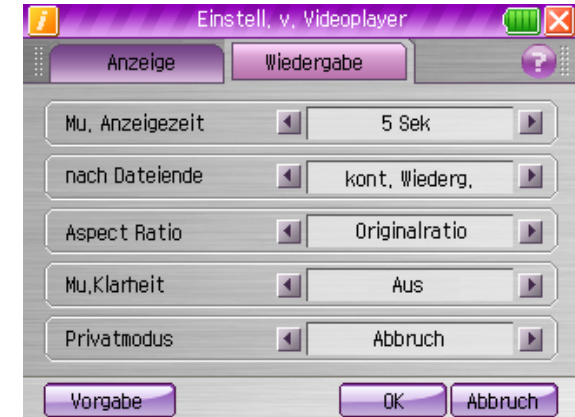 Einstell, v, Videoplayer
Anzeige Wiedergabe ?
Mu, Anzeigezeit 5 Sek
nach Dateiende kont, Wiederg,
Aspect Ratio Originalratio
Mu,Klarheit Aus
Privatmodus Abbruch
Vorgabe OK Abbruch